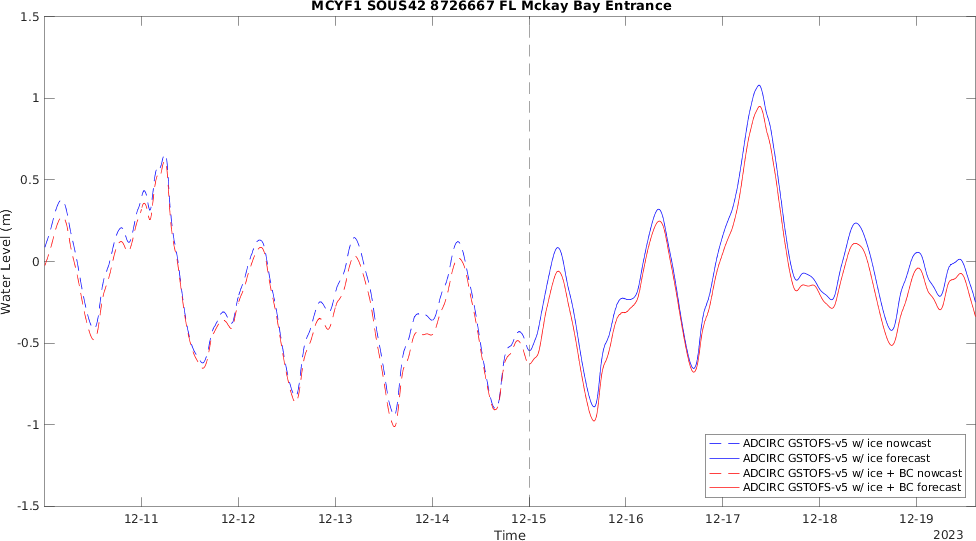 MCYF1 SOUS42 8726667 FL Mckay Bay Entrance
1.5
1
0.5
0
-0.5
-1
-1.5
Water Level (m)
12-11
12-12
12-13
12-14
12-15
12-16
12-17
12-18
12-19
Time
2023
ADCIRC GSTOFS-v5 w/ ice nowcast
ADCIRC GSTOFS-v5 w/ ice forecast
ADCIRC GSTOFS-v5 w/ ice + BC nowcast
ADCIRC GSTOFS-v5 w/ ice + BC forecast